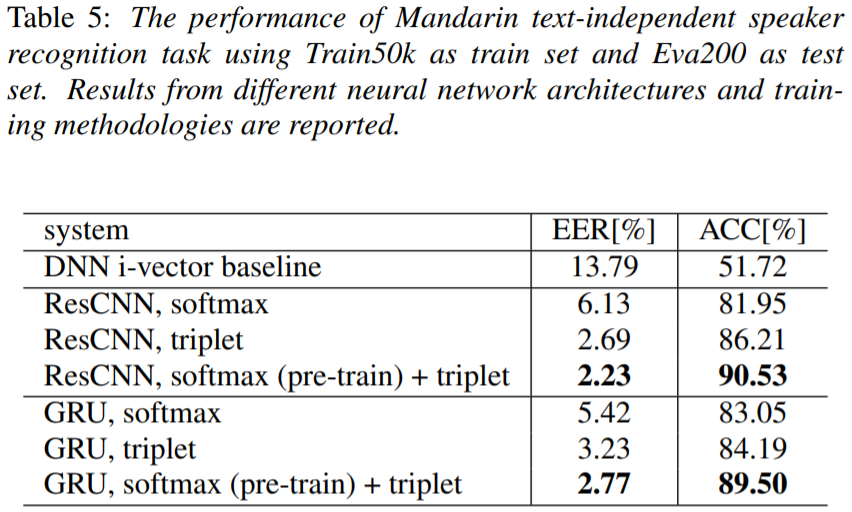 Table 5: The performance of Mandarin text-independent speaker
recognition task using Train50k as train set and Eva200 as test
set. Results from different neural network architectures and train-
ing methodologies are reported.
system EER[%] ACC[%]
DNN i-vector baseline 13.79 51.72
ResCNN, softmax 6.13 81.95
ResCNN, triplet 2.69 86.21
ResCNN, softmax (pre-train) + triplet 2.23 90.53
GRU, softmax 5.42 83.05
GRU, triplet 3.23 84.19
GRU, softmax (pre-train) + triplet 2.77 89.50